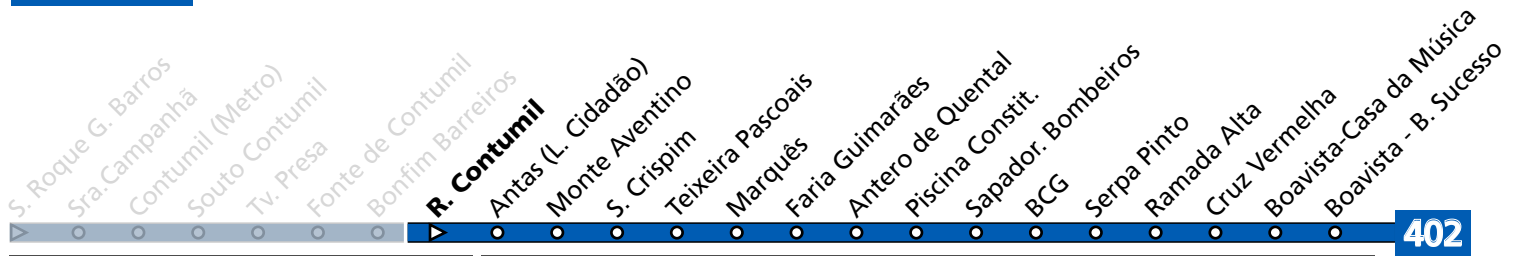 S. Roque G. Barros
Sra. Campanhã
Contumil (Metro)
Souto Contumil
Tv. Presa
Fonte de Contumil
Bonfim Barreiros
R. Contumil
Antas (L. Cidadão)
Monte Aventino
S. Crispim
Teixeira Pascoais
Marquês
Faria Guimarães
Antero de Quental
Piscina Constit.
Sapador. Bombeiros
BCG
Serpa Pinto
Ramada Alta
Cruz Vermelha
Boavista-Casa da Música
Boavista - B. Sucesso
402